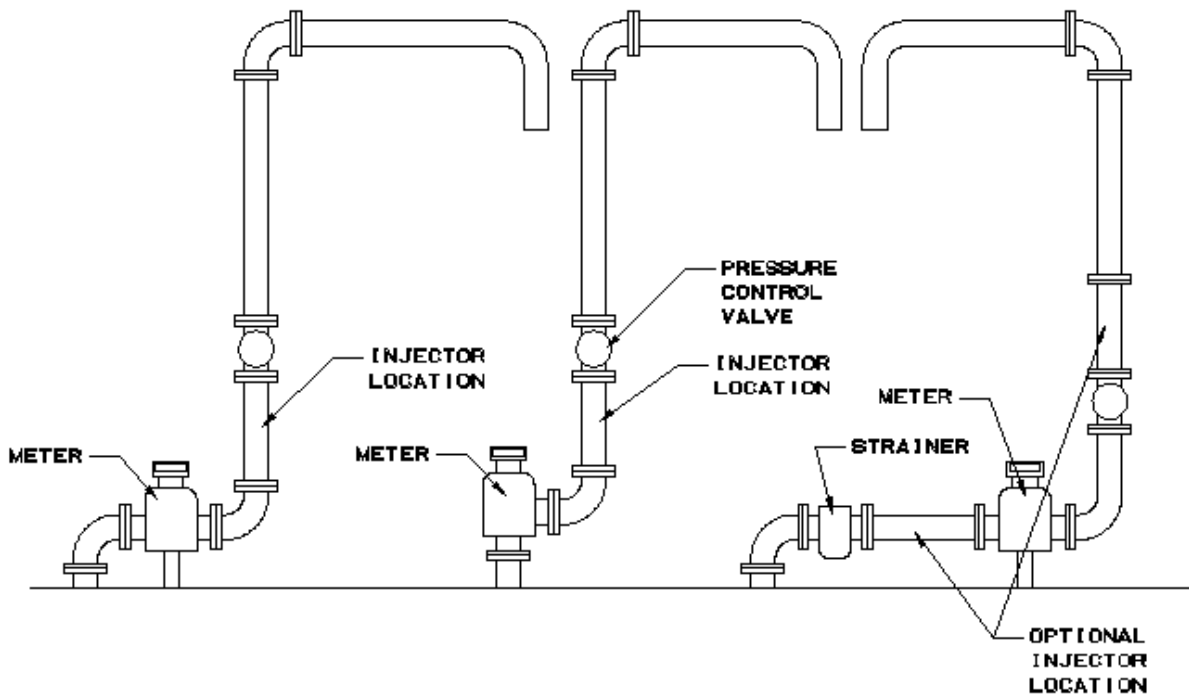 PRESSURE
CONTROL
VALVE
INJECTOR
LOCATION
INJECTOR
LOCATION
METER
STRAINER
METER
METER
OPTIONAL
INJECTOR
LOCATION